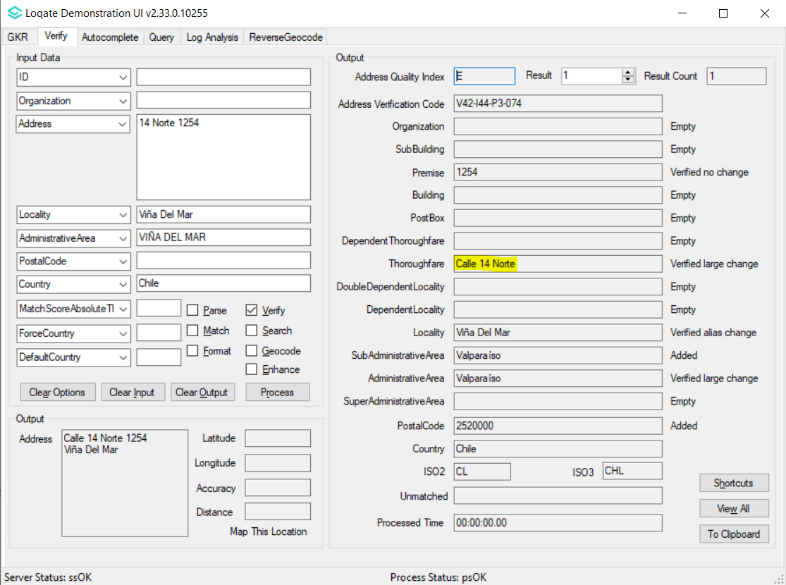 Loqate Demonstration UI v2.33.0.10255
GKR Verify Autocomplete Query Log Analysis ReverseGeocode
Input Data
ID
Organization
Address 14 Norte 1254
Locality Viña Del Mar
AdministrativeArea VIÑA DEL MAR
PostalCode
Country Chile
MatchScoreAbsoluteTl Parse Verify
ForceCountry Match Search
DefaultCountry Format Geocode
Enhance
Clear Options Clear Input Clear Output Process
Output
Address Calle 14 Norte 1254
Viña Del Mar
Latitude
Longitude
Accuracy
Distance
Map This Location
Output
Address Quality Index E Result 1 Result Count 1
Address Verification Code V42-I44-P3-074
Organization Empty
SubBuilding Empty
Premise 1254 Verified no change
Building Empty
PostBox Empty
DependentThoroughfare Empty
Thoroughfare Calle 14 Norte Verified large change
DoubleDependentLocality Empty
DependentLocality Empty
Locality Viña Del Mar Verified alias change
SubAdministrativeArea Valparaíso Added
AdministrativeArea Valparaíso Verified large change
SuperAdministrativeArea Empty
PostalCode 2520000 Added
Country Chile
ISO2 CL ISO3 CHL
Unmatched
Processed Time 00:00:00.00
Shortcuts
View All
To Clipboard
Server Status: ssOK Process Status: psOK